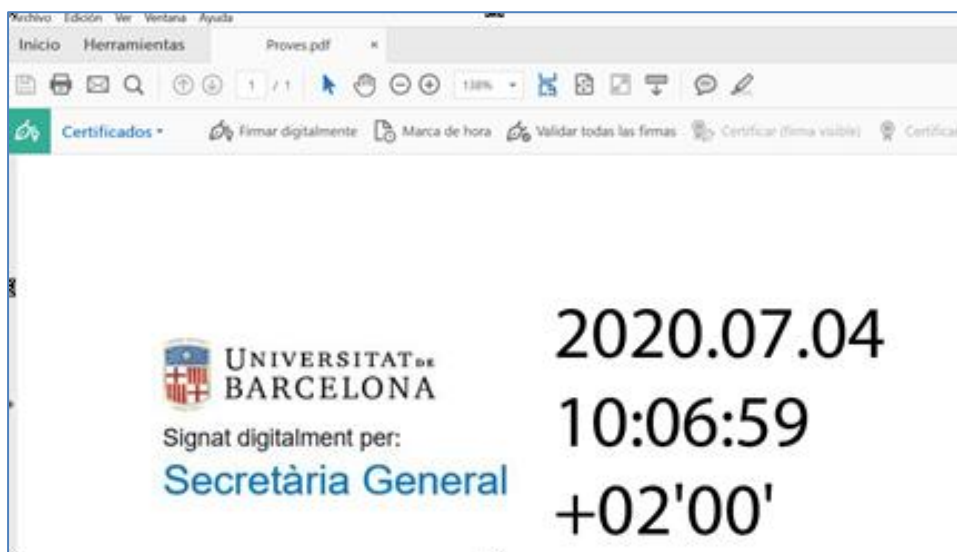 Archivo Edición Ver Ventana Ayuda
Inicio Herramientas Proves.pdf ×
1 / 1 138%
Certificados Firmar digitalmente Marca de hora Validar todas las firmas Certificar (firma visible) Certificar
UNIVERSITAT DE
BARCELONA
Signat digitalment per:
Secretària General
2020.07.04
10:06:59
+02'00'